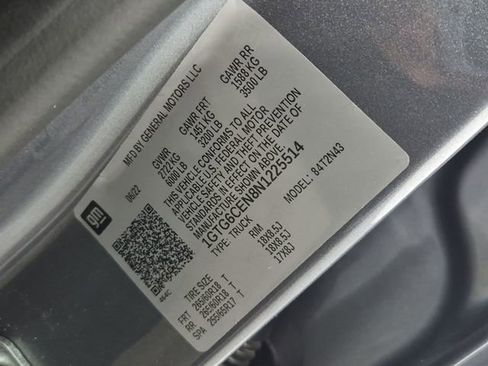 MFD BY GENERAL MOTORS LLC
06/22
GVWR GAWR FRT GAWR RR
2722 KG 1451 KG 1588 KG
6000 LB 3200 LB 3500 LB
THIS VEHICLE CONFORMS TO ALL
APPLICABLE U.S. FEDERAL MOTOR
VEHICLE SAFETY AND THEFT PREVENTION
STANDARDS IN EFFECT ON THE DATE OF
MANUFACTURE SHOWN ABOVE.
1GTG6CEN8N1225514
TYPE: TRUCK MODEL: 84T2N43
gm
TIRE SIZE RIM
FRT 265/60R18 T 18X8.5J
RR 265/60R18 T 18X8.5J
SPA 255/65R17 T 17X8J